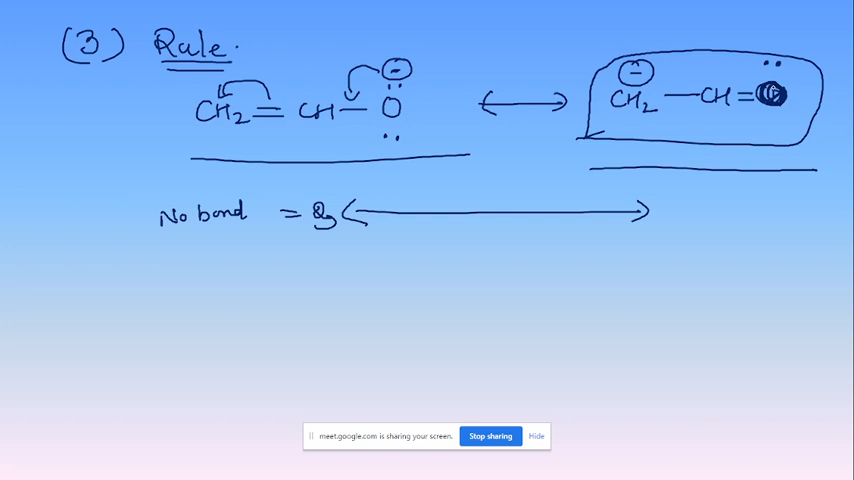 (3) Rule.
CH2 = CH - O ⊖ ↔ ⊖ CH2 - CH =
No bond =
meet.google.com is sharing your screen. Stop sharing Hide